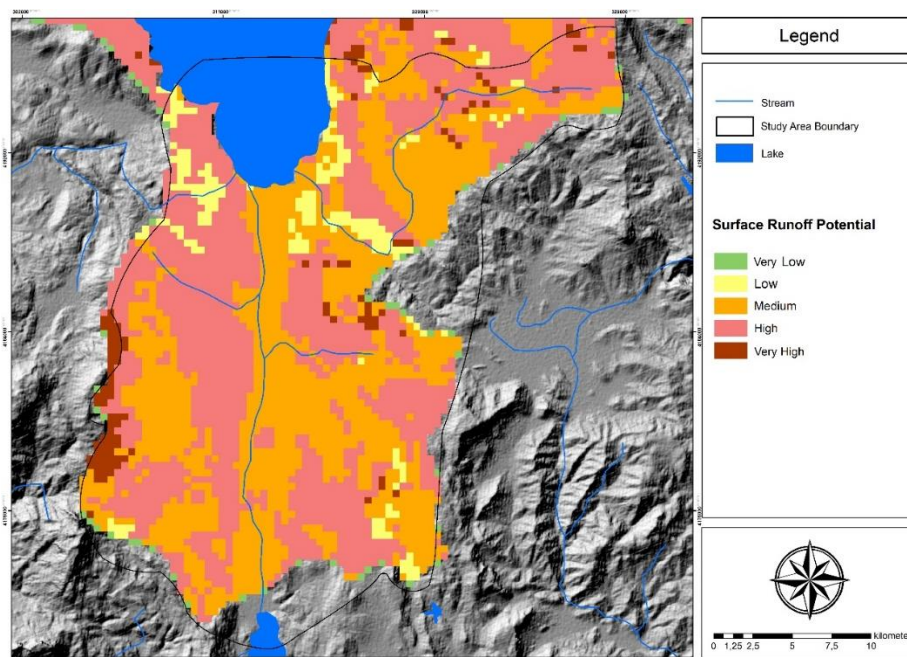 Legend
Stream
Study Area Boundary
Lake
Surface Runoff Potential
Very Low
Low
Medium
High
Very High
0 1,25 2,5 5 7,5 10
kilomete